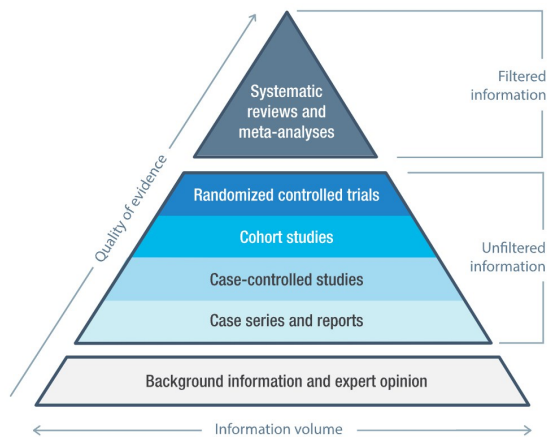 Systematic
reviews and
meta-analyses
Filtered
information
Quality of evidence
Randomized controlled trials
Cohort studies
Case-controlled studies
Case series and reports
Unfiltered
information
Background information and expert opinion
Information volume